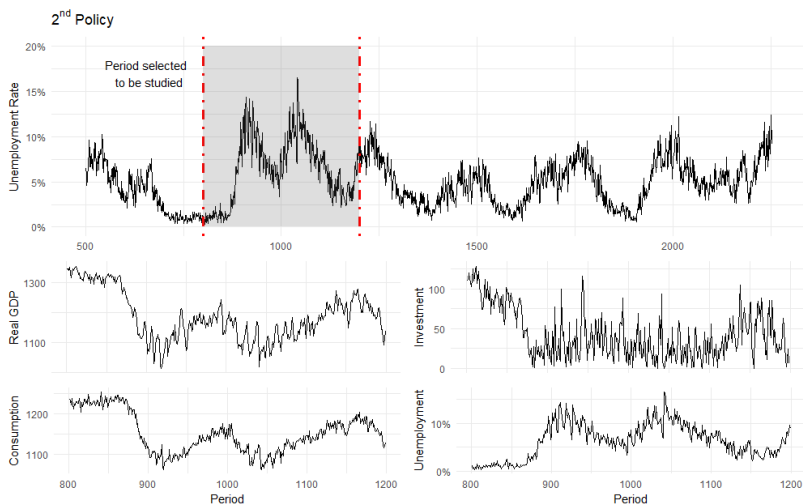 2nd Policy
20%
Period selected
to be studied
15%
10%
5%
0%
Unemployment Rate
500
1000
1500
2000
1300
1100
Real GDP
100
50
0
Investment
1200
1100
Consumption
10%
0%
Unemployment
800
900
1000
1100
1200
Period
800
900
1000
1100
1200
Period